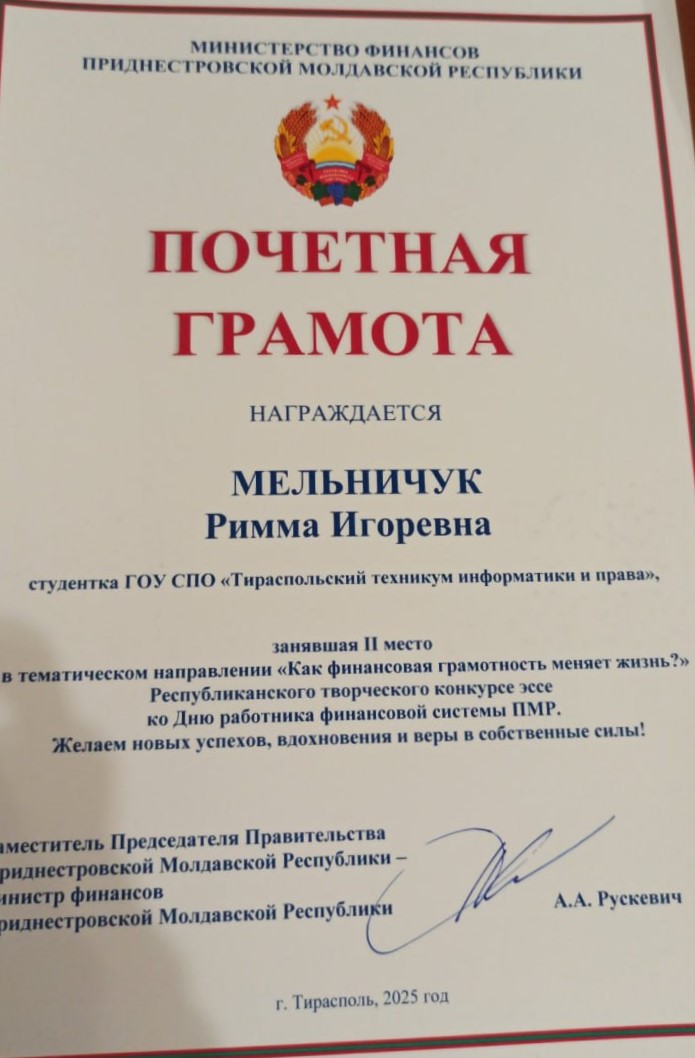 МИНИСТЕРСТВО ФИНАНСОВ
ПРИДНЕСТРОВСКОЙ МОЛДАВСКОЙ РЕСПУБЛИКИ
ПОЧЕТНАЯ
ГРАМОТА
НАГРАЖДАЕТСЯ
МЕЛЬНИЧУК
Римма Игоревна
студентка ГОУ СПО «Тираспольский техникум информатики и права»,
занявшая II место
в тематическом направлении «Как финансовая грамотность меняет жизнь?»
Республиканского творческого конкурсе эссе
ко Дню работника финансовой системы ПМР.
Желаем новых успехов, вдохновения и веры в собственные силы!
аместитель Председателя Правительства
риднестровской Молдавской Республики –
инистр финансов
риднестровской Молдавской Республики
А.А. Рускевич
г. Тирасполь, 2025 год